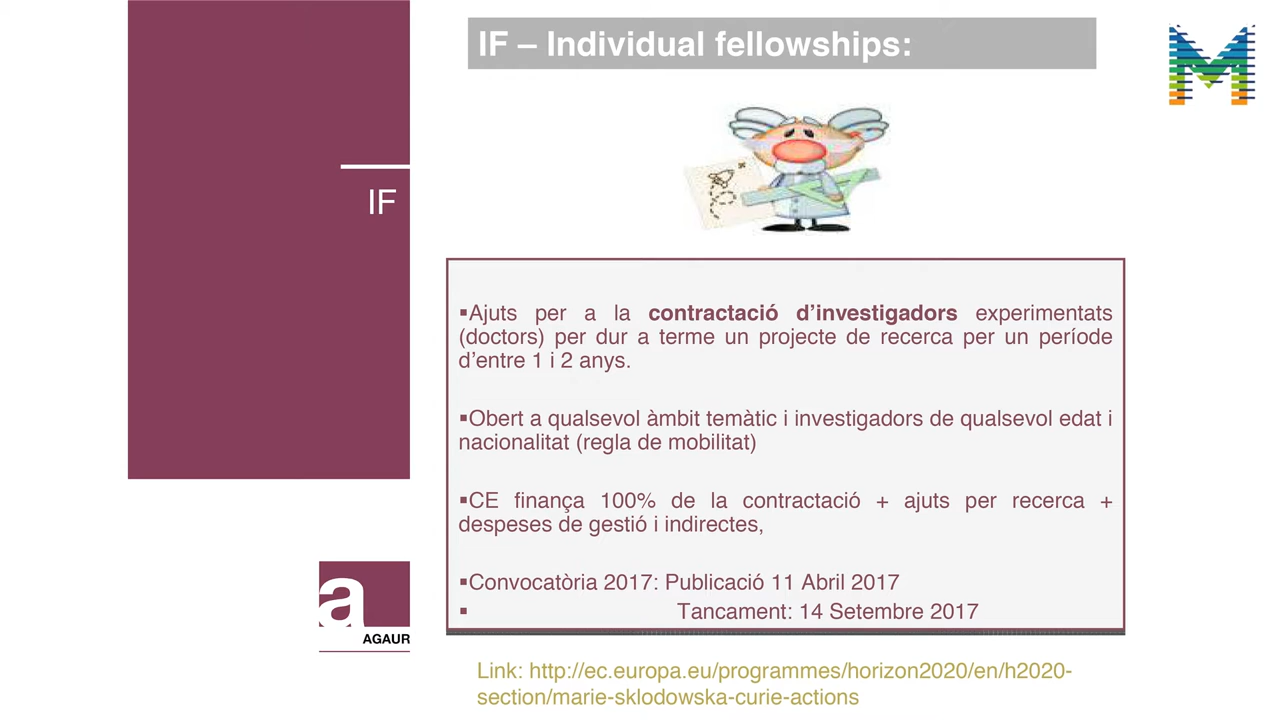 IF – Individual fellowships:
IF
▪Ajuts per a la contractació d’investigadors experimentats
(doctors) per dur a terme un projecte de recerca per un període
d’entre 1 i 2 anys.
▪Obert a qualsevol àmbit temàtic i investigadors de qualsevol edat i
nacionalitat (regla de mobilitat)
▪CE finança 100% de la contractació + ajuts per recerca +
despeses de gestió i indirectes,
▪Convocatòria 2017: Publicació 11 Abril 2017
▪ Tancament: 14 Setembre 2017
a
AGAUR
Link: http://ec.europa.eu/programmes/horizon2020/en/h2020-
section/marie-sklodowska-curie-actions